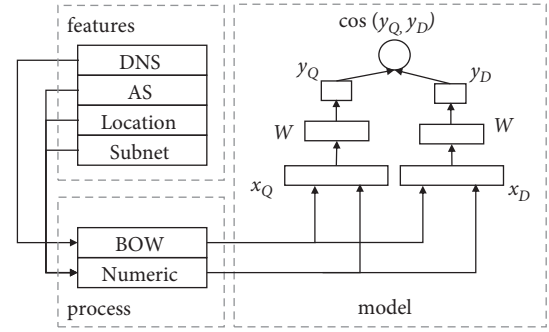 features
DNS
AS
Location
Subnet
BOW
Numeric
process
cos (y_Q, y_D)
y_Q
y_D
W
W
x_Q
x_D
model